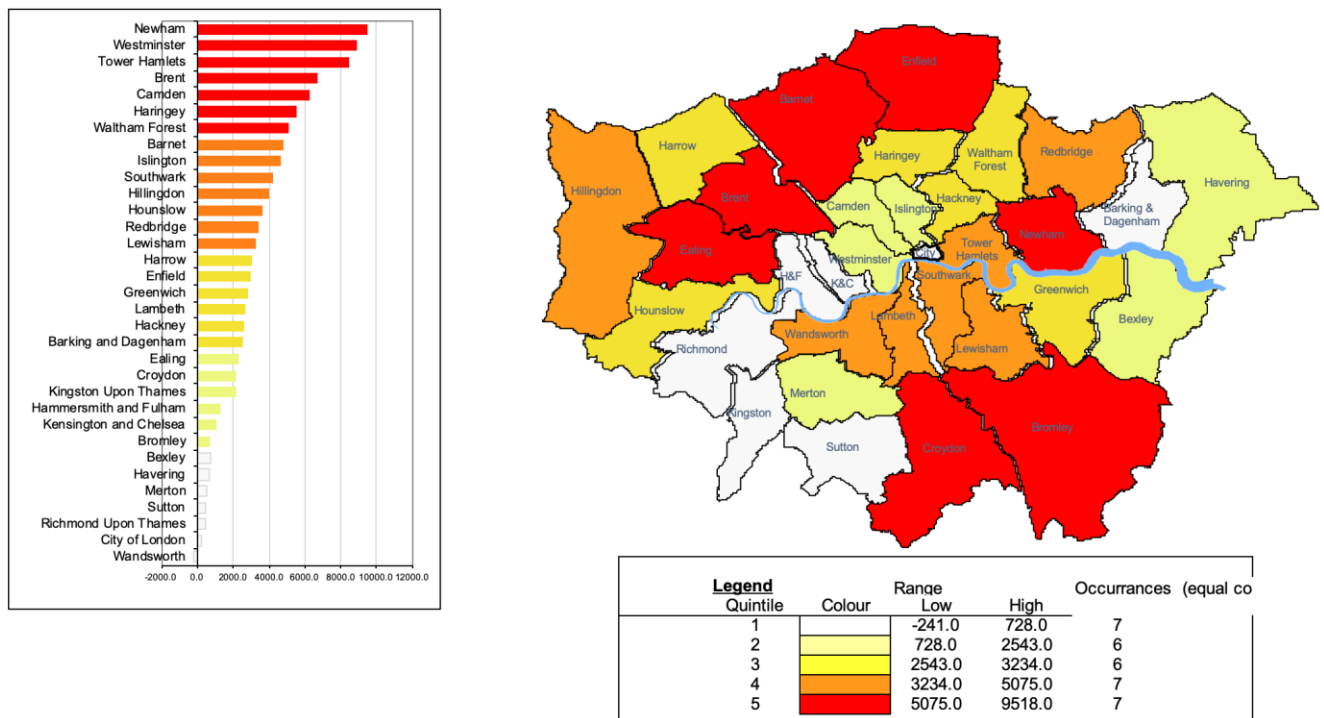 Newham
Westminster
Tower Hamlets
Brent
Camden
Haringey
Waltham Forest
Barnet
Islington
Southwark
Hillingdon
Hounslow
Redbridge
Lewisham
Harrow
Enfield
Greenwich
Lambeth
Hackney
Barking and Dagenham
Ealing
Croydon
Kingston Upon Thames
Hammersmith and Fulham
Kensington and Chelsea
Bromley
Bexley
Havering
Merton
Sutton
Richmond Upon Thames
City of London
Wandsworth
-2000.0 0.0 2000.0 4000.0 6000.0 8000.0 10000.0 12000.0
Enfield
Barnet
Harrow
Haringey
Waltham
Forest
Redbridge
Hillingdon
Havering
Brent
Camden
Islington
Hackney
Barking &
Dagenham
Ealing
Newham
Tower
Hamlets
Westminster
City
H&F
K&C
Southwark
Greenwich
Hounslow
Lambeth
Bexley
Wandsworth
Richmond
Lewisham
Merton
Kingston
Bromley
Sutton
Croydon
Legend Range Occurrances (equal co
Quintile Colour Low High
1 -241.0 728.0 7
2 728.0 2543.0 6
3 2543.0 3234.0 6
4 3234.0 5075.0 7
5 5075.0 9518.0 7